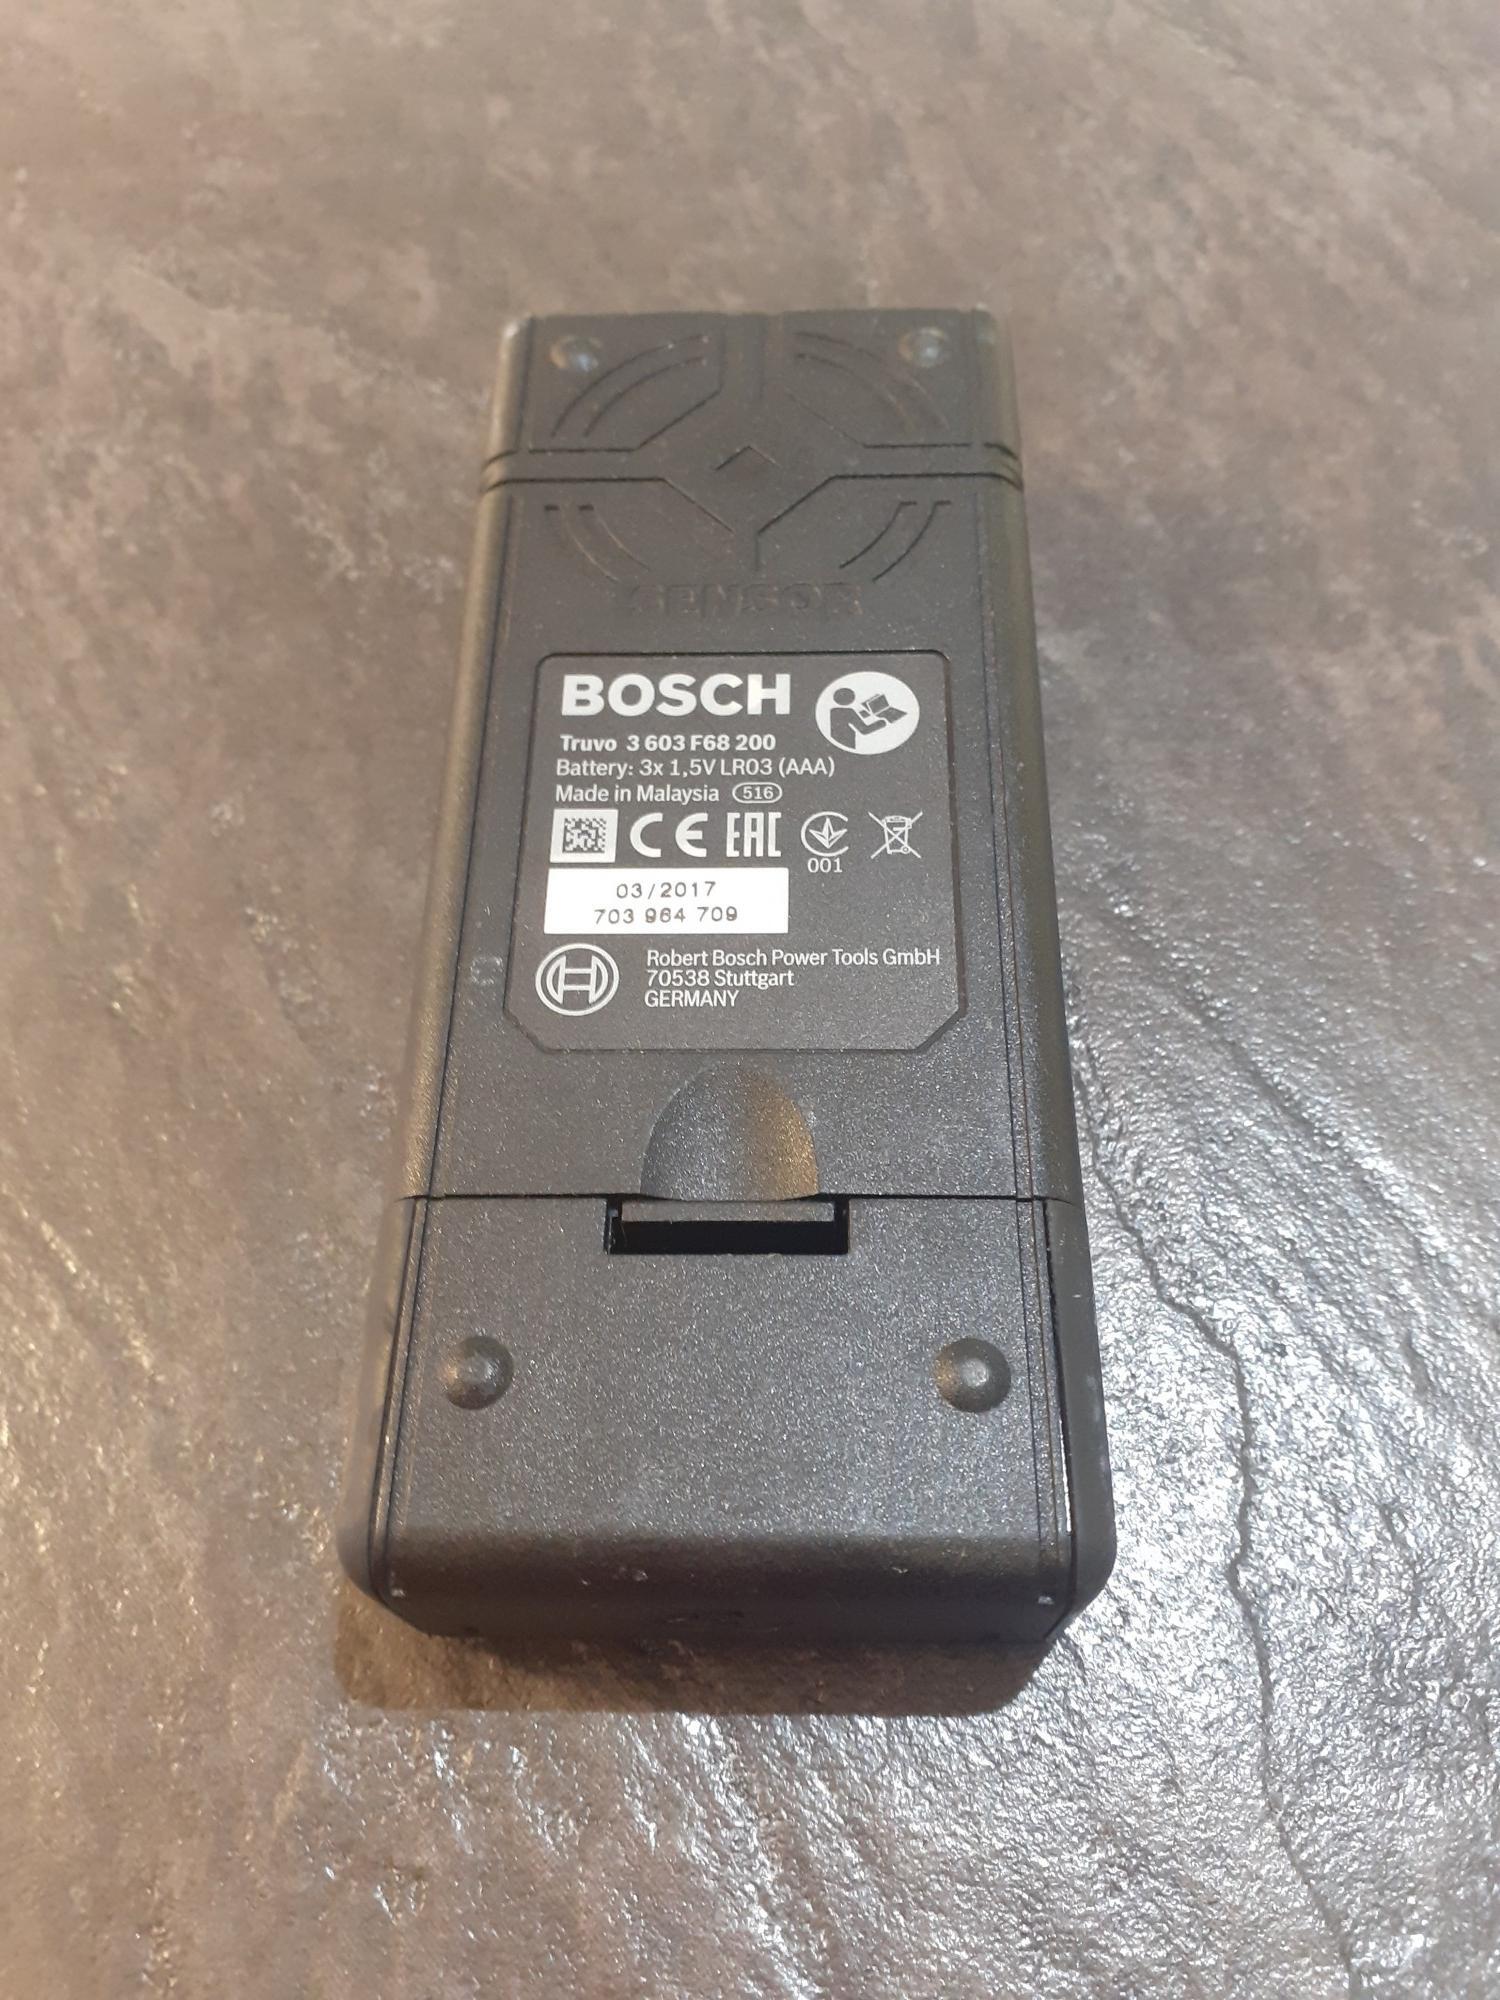 SENSOR
BOSCH
Truvo 3 603 F68 200
Battery: 3x 1,5V LR03 (AAA)
Made in Malaysia 516
CE EAC
001
03/2017
703 964 709
Robert Bosch Power Tools GmbH
70538 Stuttgart
GERMANY